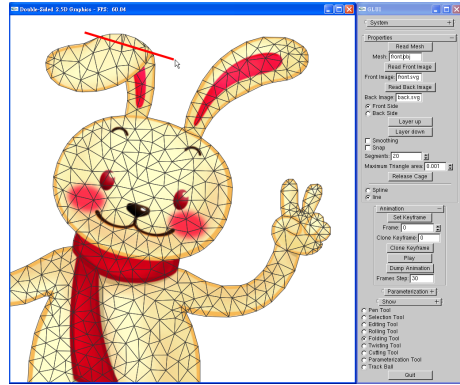 Double-Sided 2.5D Graphics - FPS: 60.04
GLUI
System +
Properties −
Read Mesh
Mesh: front.obj
Read Front Image
Front Image: front.svg
Read Back Image
Back Image: back.svg
Front Side
Back Side
Layer up
Layer down
Smoothing
Snap
Segments: 20
Maximum Triangle area: 0.001
Release Cage
Spline
line
Animation −
Set Keyframe
Frame: 0
Clone Keyframe: 0
Clone Keyframe
Play
Dump Animation
Frames Step: 30
Parameterization +
Show +
Pen Tool
Selection Tool
Editing Tool
Rolling Tool
Folding Tool
Twisting Tool
Cutting Tool
Parameterization Tool
Track Ball
Quit